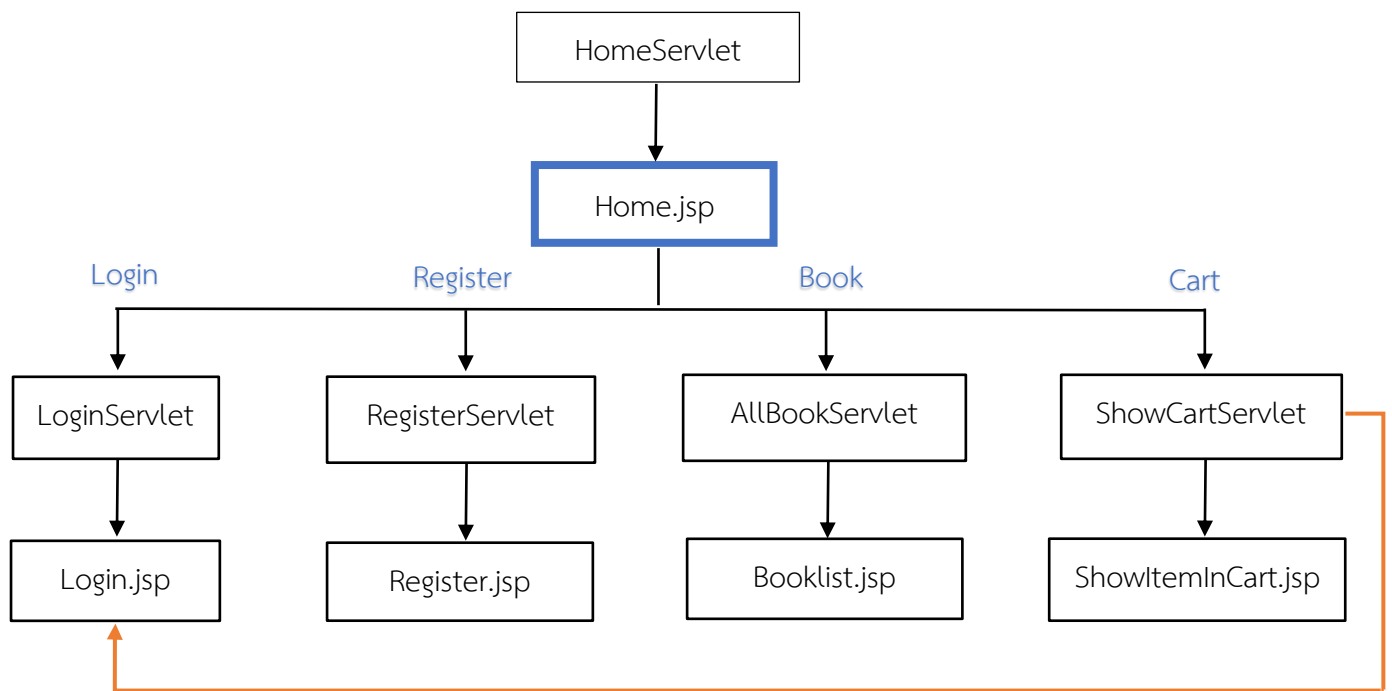 HomeServlet
Home.jsp
Login
Register
Book
Cart
LoginServlet
RegisterServlet
AllBookServlet
ShowCartServlet
Login.jsp
Register.jsp
Booklist.jsp
ShowItemInCart.jsp